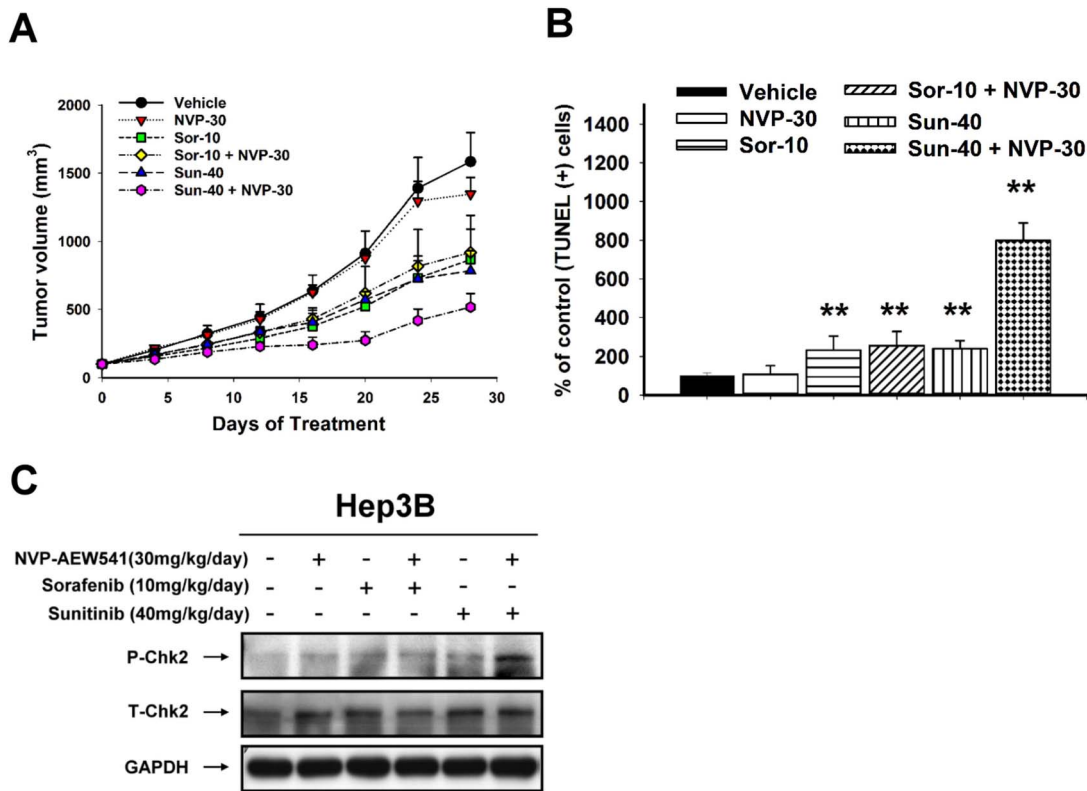 A
2000
1500
1000
500
0
Tumor volume (mm³)
Vehicle
NVP-30
Sor-10
Sor-10 + NVP-30
Sun-40
Sun-40 + NVP-30
0 5 10 15 20 25 30
Days of Treatment
B
Vehicle
NVP-30
Sor-10
Sor-10 + NVP-30
Sun-40
Sun-40 + NVP-30
% of control (TUNEL (+) cells
1400
1200
1000
800
600
400
200
0
** ** ** **
C
Hep3B
NVP-AEW541(30mg/kg/day) - + - + - +
Sorafenib (10mg/kg/day) - - + + - -
Sunitinib (40mg/kg/day) - - - - + +
P-Chk2 →
T-Chk2 →
GAPDH →